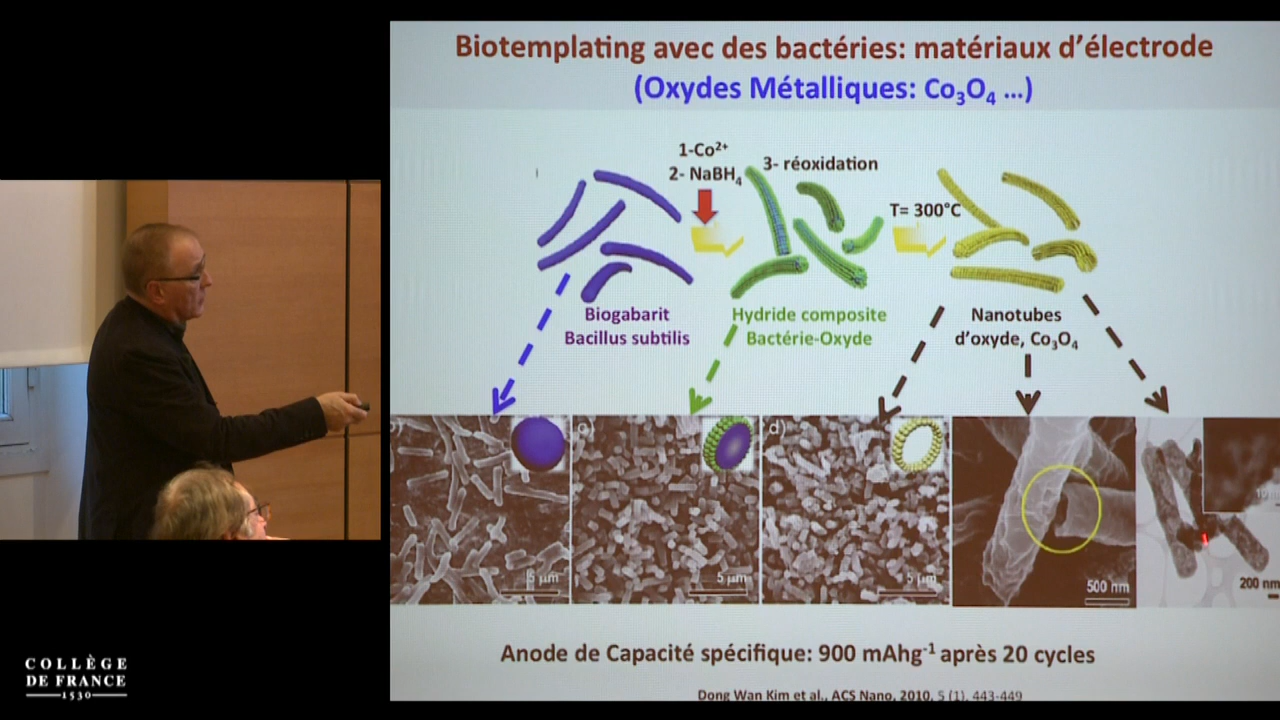 Biotemplating avec des bactéries: matériaux d'électrode
(Oxydes Métalliques: Co₃O₄ ...)
1-Co²⁺
2- NaBH₄
3- réoxidation
T= 300°C
Biogabarit
Bacillus subtilis
Hydride composite
Bactérie-Oxyde
Nanotubes
d'oxyde, Co₃O₄
d)
5 µm
5 µm
5 µm
500 nm
200 nm
Anode de Capacité spécifique: 900 mAhg⁻¹ après 20 cycles
Dong Wan Kim et al., ACS Nano, 2010, 5 (1), 443-449
COLLÈGE
DE FRANCE
1530